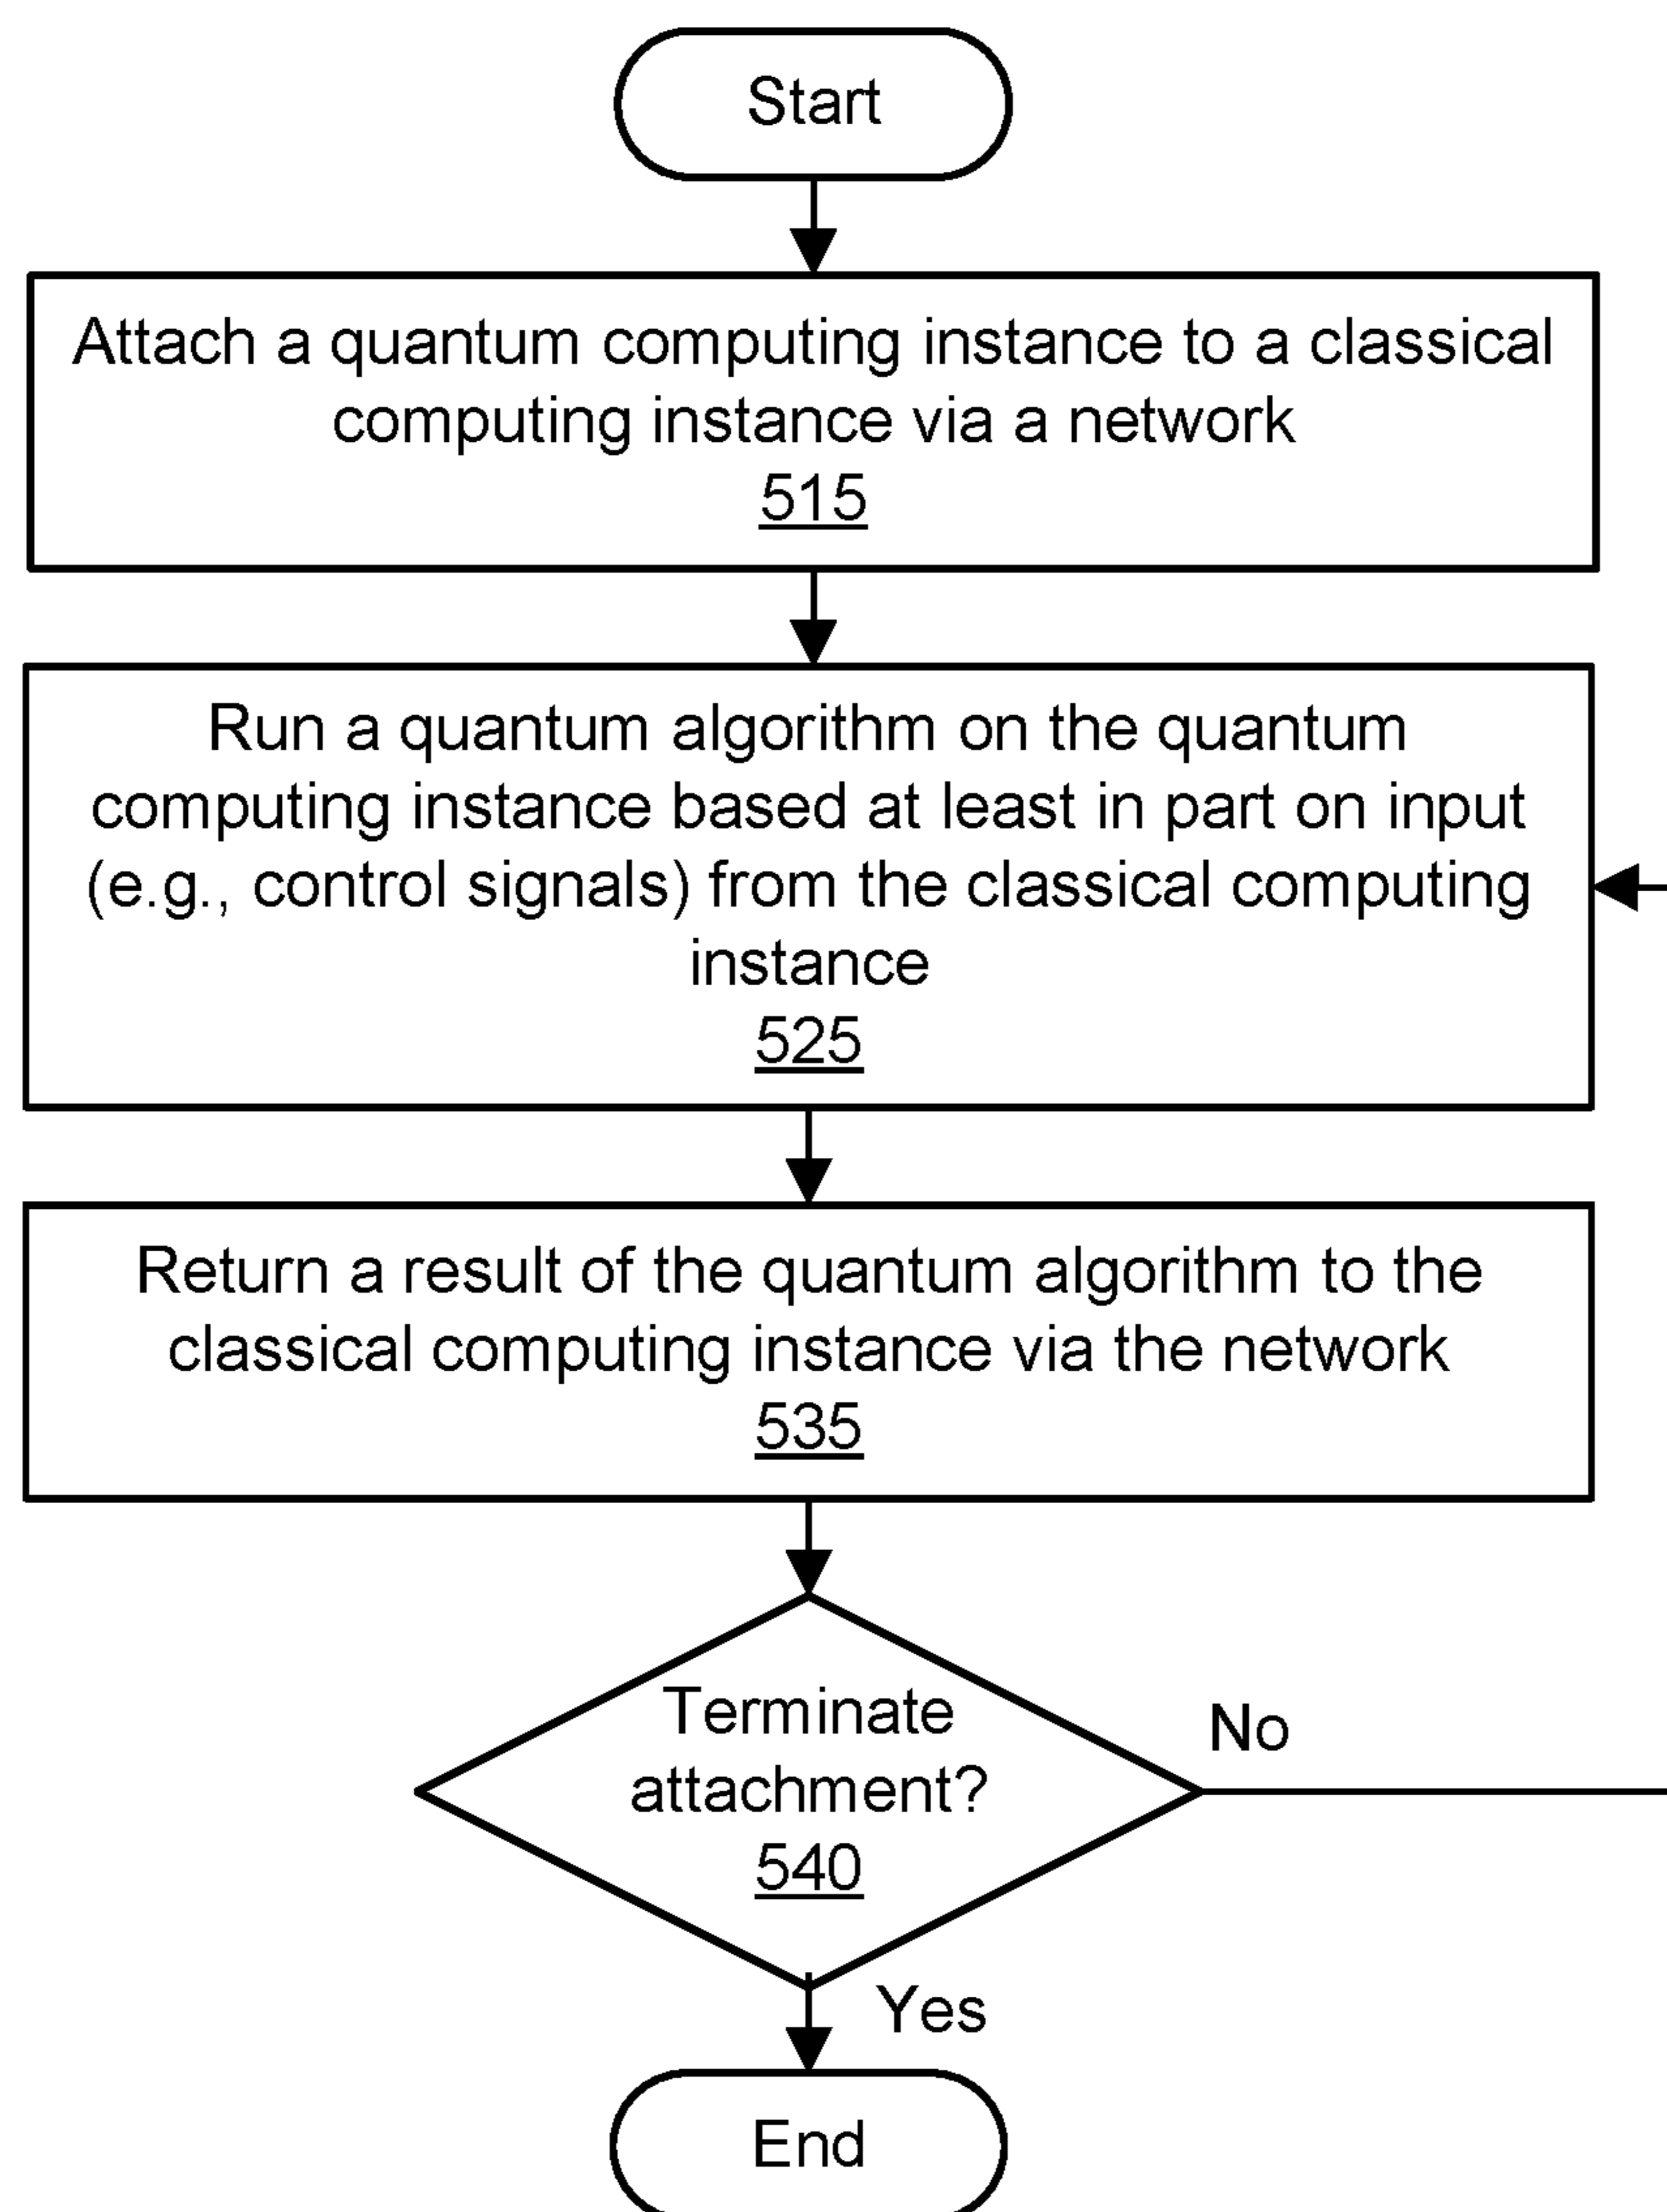 Start
Attach a quantum computing instance to a classical
computing instance via a network
515
Run a quantum algorithm on the quantum
computing instance based at least in part on input
(e.g., control signals) from the classical computing
instance
525
Return a result of the quantum algorithm to the
classical computing instance via the network
535
Terminate
attachment?
540
No
Yes
End